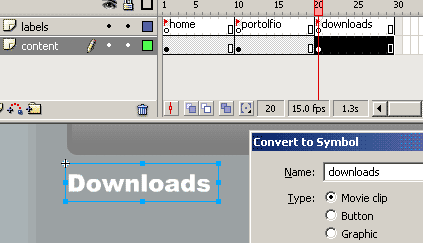 1 5 10 15 20 25 30
labels
home portolfio downloads
content
20 15.0 fps 1.3s
Downloads
Convert to Symbol
Name: downloads
Type: Movie clip
Button
Graphic